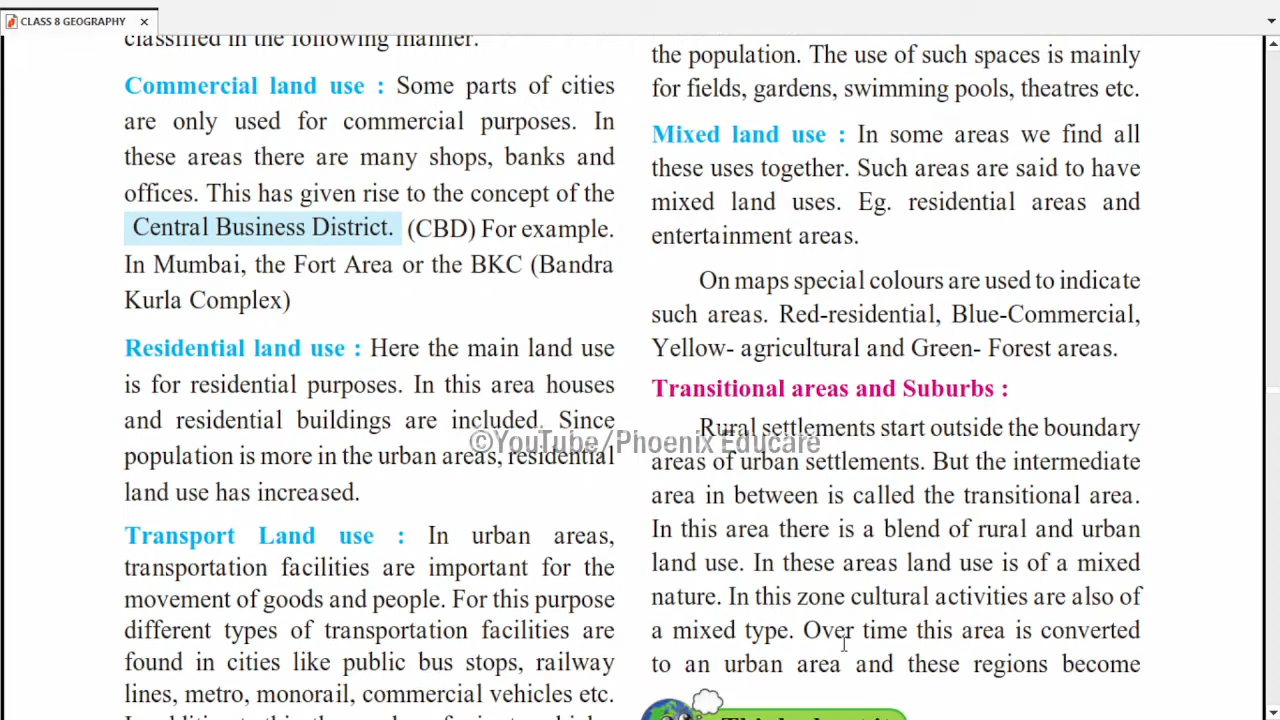 CLASS 8 GEOGRAPHY
classified in the following manner.
Commercial land use : Some parts of cities
are only used for commercial purposes. In
these areas there are many shops, banks and
offices. This has given rise to the concept of the
Central Business District. (CBD) For example.
In Mumbai, the Fort Area or the BKC (Bandra
Kurla Complex)
Residential land use : Here the main land use
is for residential purposes. In this area houses
and residential buildings are included. Since
population is more in the urban areas, residential
land use has increased.
Transport Land use : In urban areas,
transportation facilities are important for the
movement of goods and people. For this purpose
different types of transportation facilities are
found in cities like public bus stops, railway
lines, metro, monorail, commercial vehicles etc.
the population. The use of such spaces is mainly
for fields, gardens, swimming pools, theatres etc.
Mixed land use : In some areas we find all
these uses together. Such areas are said to have
mixed land uses. Eg. residential areas and
entertainment areas.
On maps special colours are used to indicate
such areas. Red-residential, Blue-Commercial,
Yellow- agricultural and Green- Forest areas.
Transitional areas and Suburbs :
Rural settlements start outside the boundary
areas of urban settlements. But the intermediate
area in between is called the transitional area.
In this area there is a blend of rural and urban
land use. In these areas land use is of a mixed
nature. In this zone cultural activities are also of
a mixed type. Over time this area is converted
to an urban area and these regions become
©YouTube/Phoenix Educare